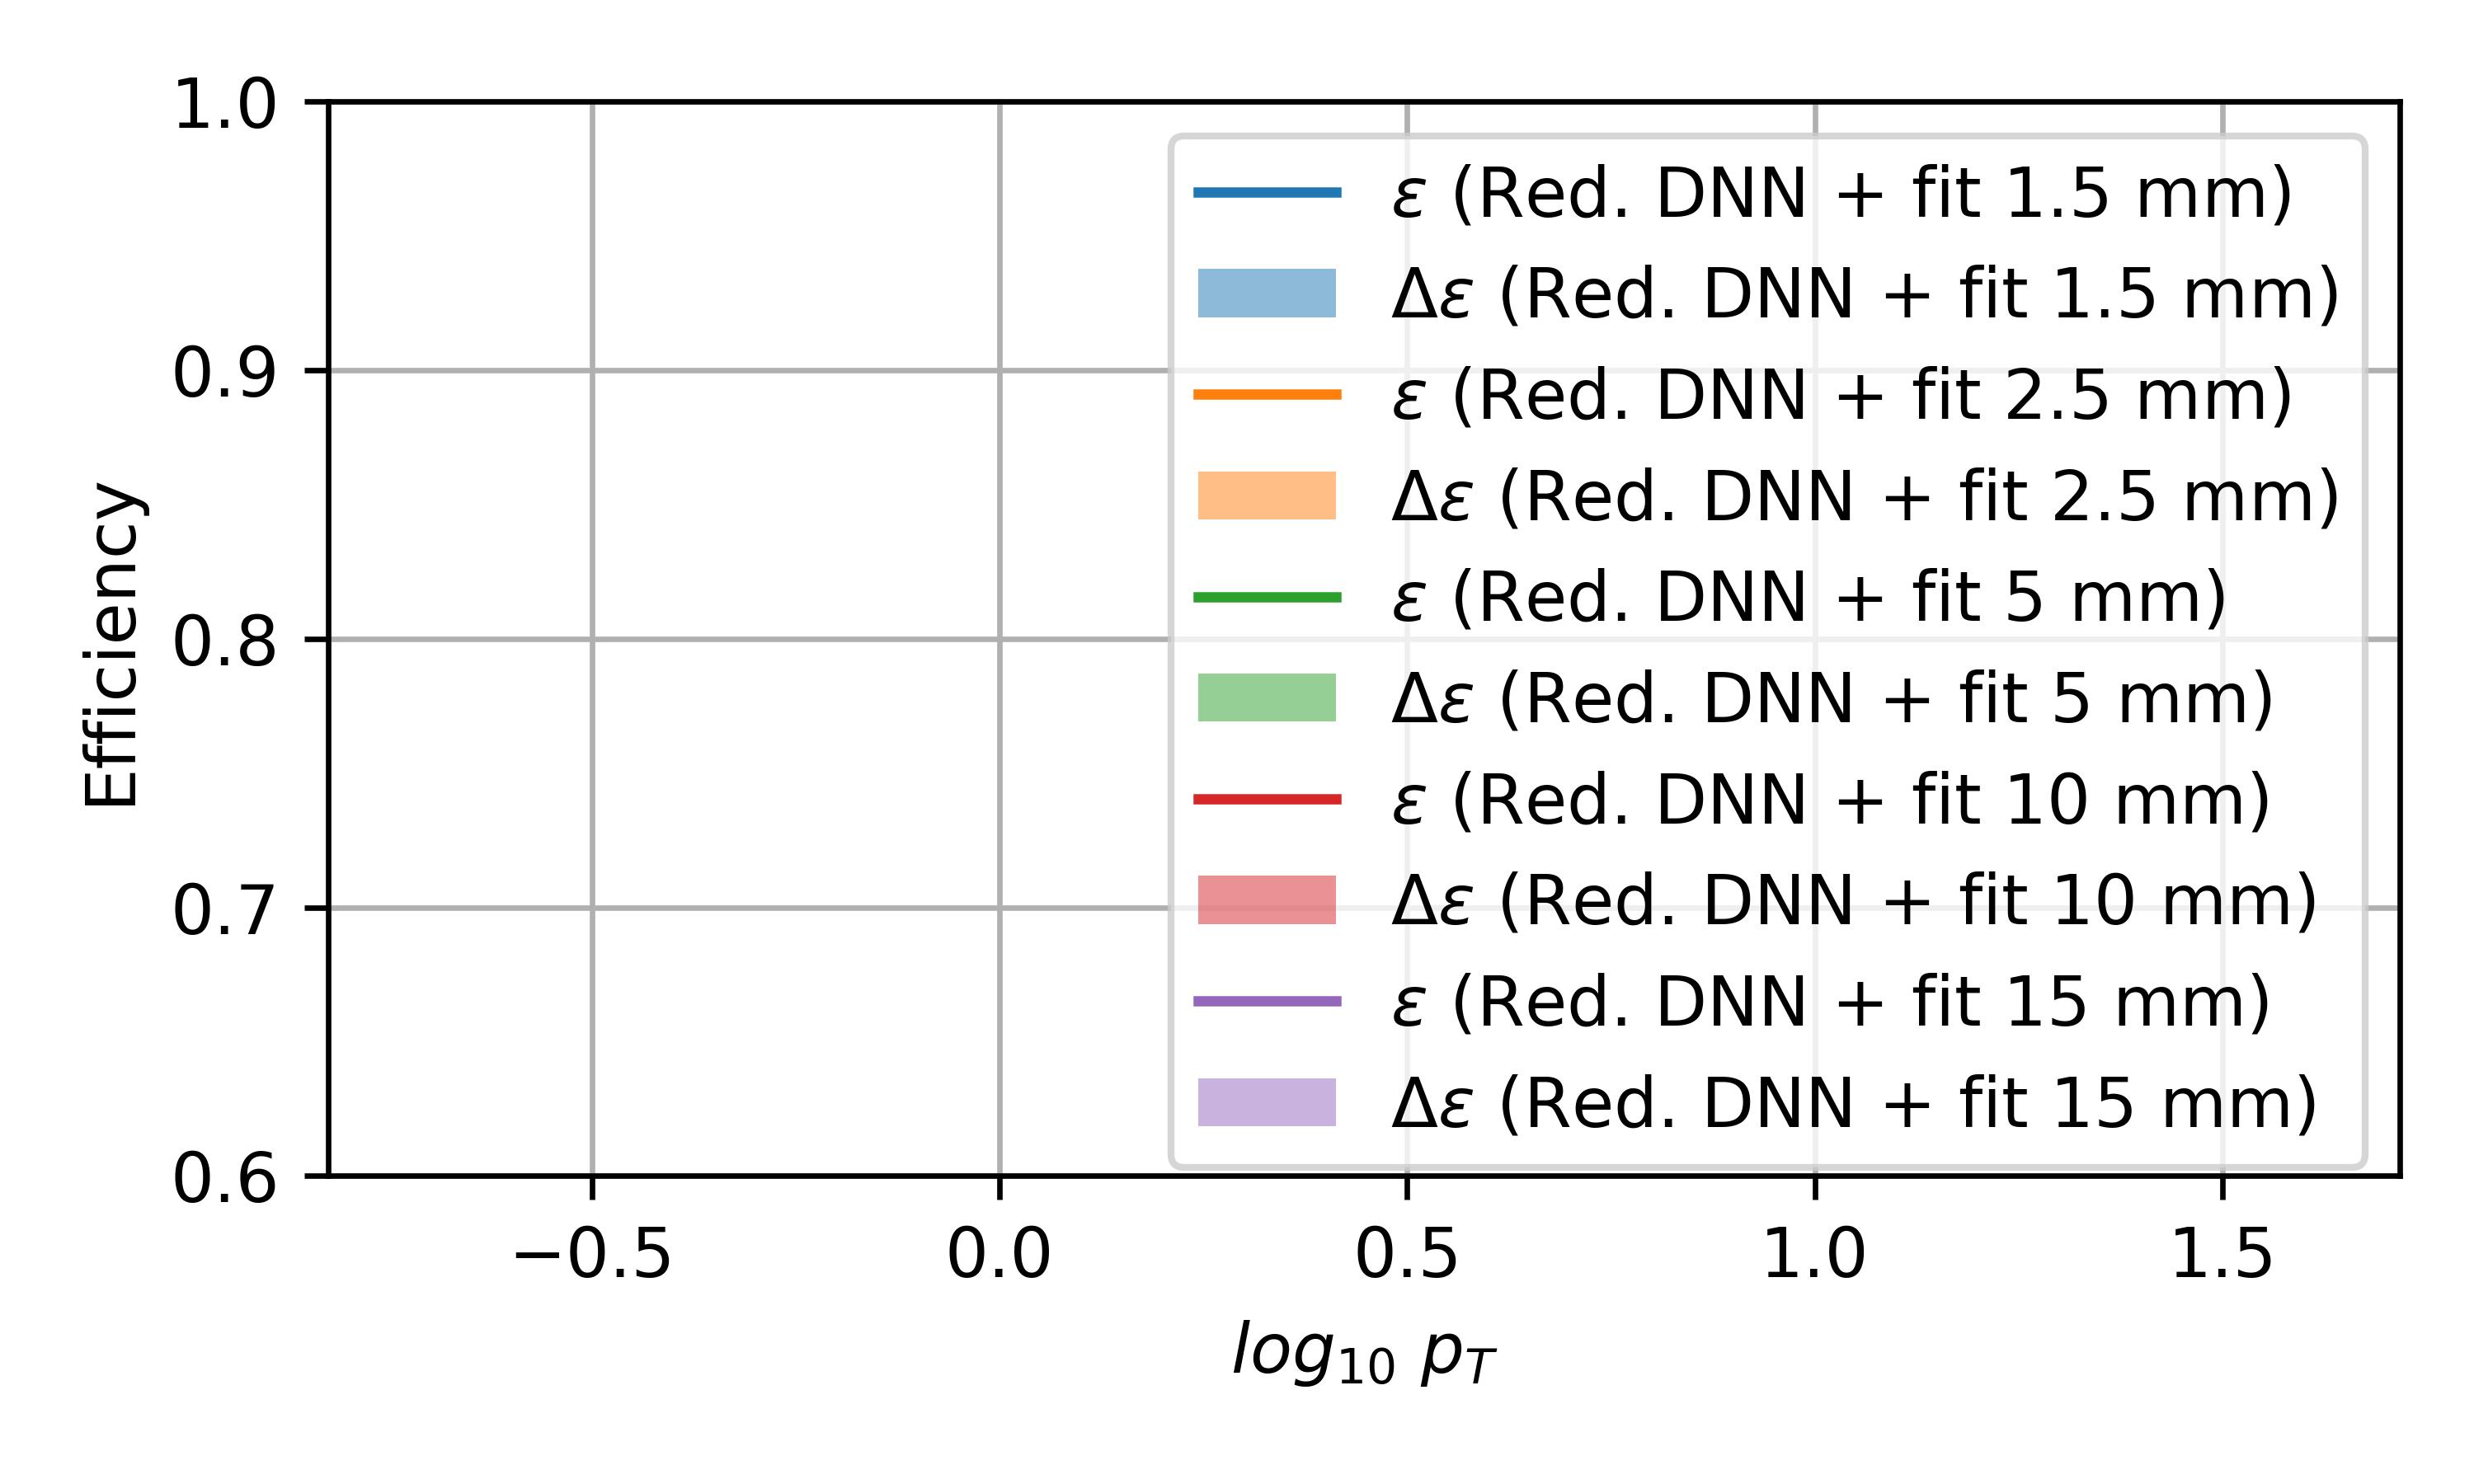 1.0
0.9
0.8
0.7
0.6
Efficiency
ε (Red. DNN + fit 1.5 mm)
Δε (Red. DNN + fit 1.5 mm)
ε (Red. DNN + fit 2.5 mm)
Δε (Red. DNN + fit 2.5 mm)
ε (Red. DNN + fit 5 mm)
Δε (Red. DNN + fit 5 mm)
ε (Red. DNN + fit 10 mm)
Δε (Red. DNN + fit 10 mm)
ε (Red. DNN + fit 15 mm)
Δε (Red. DNN + fit 15 mm)
−0.5 0.0 0.5 1.0 1.5
log₁₀ p_T